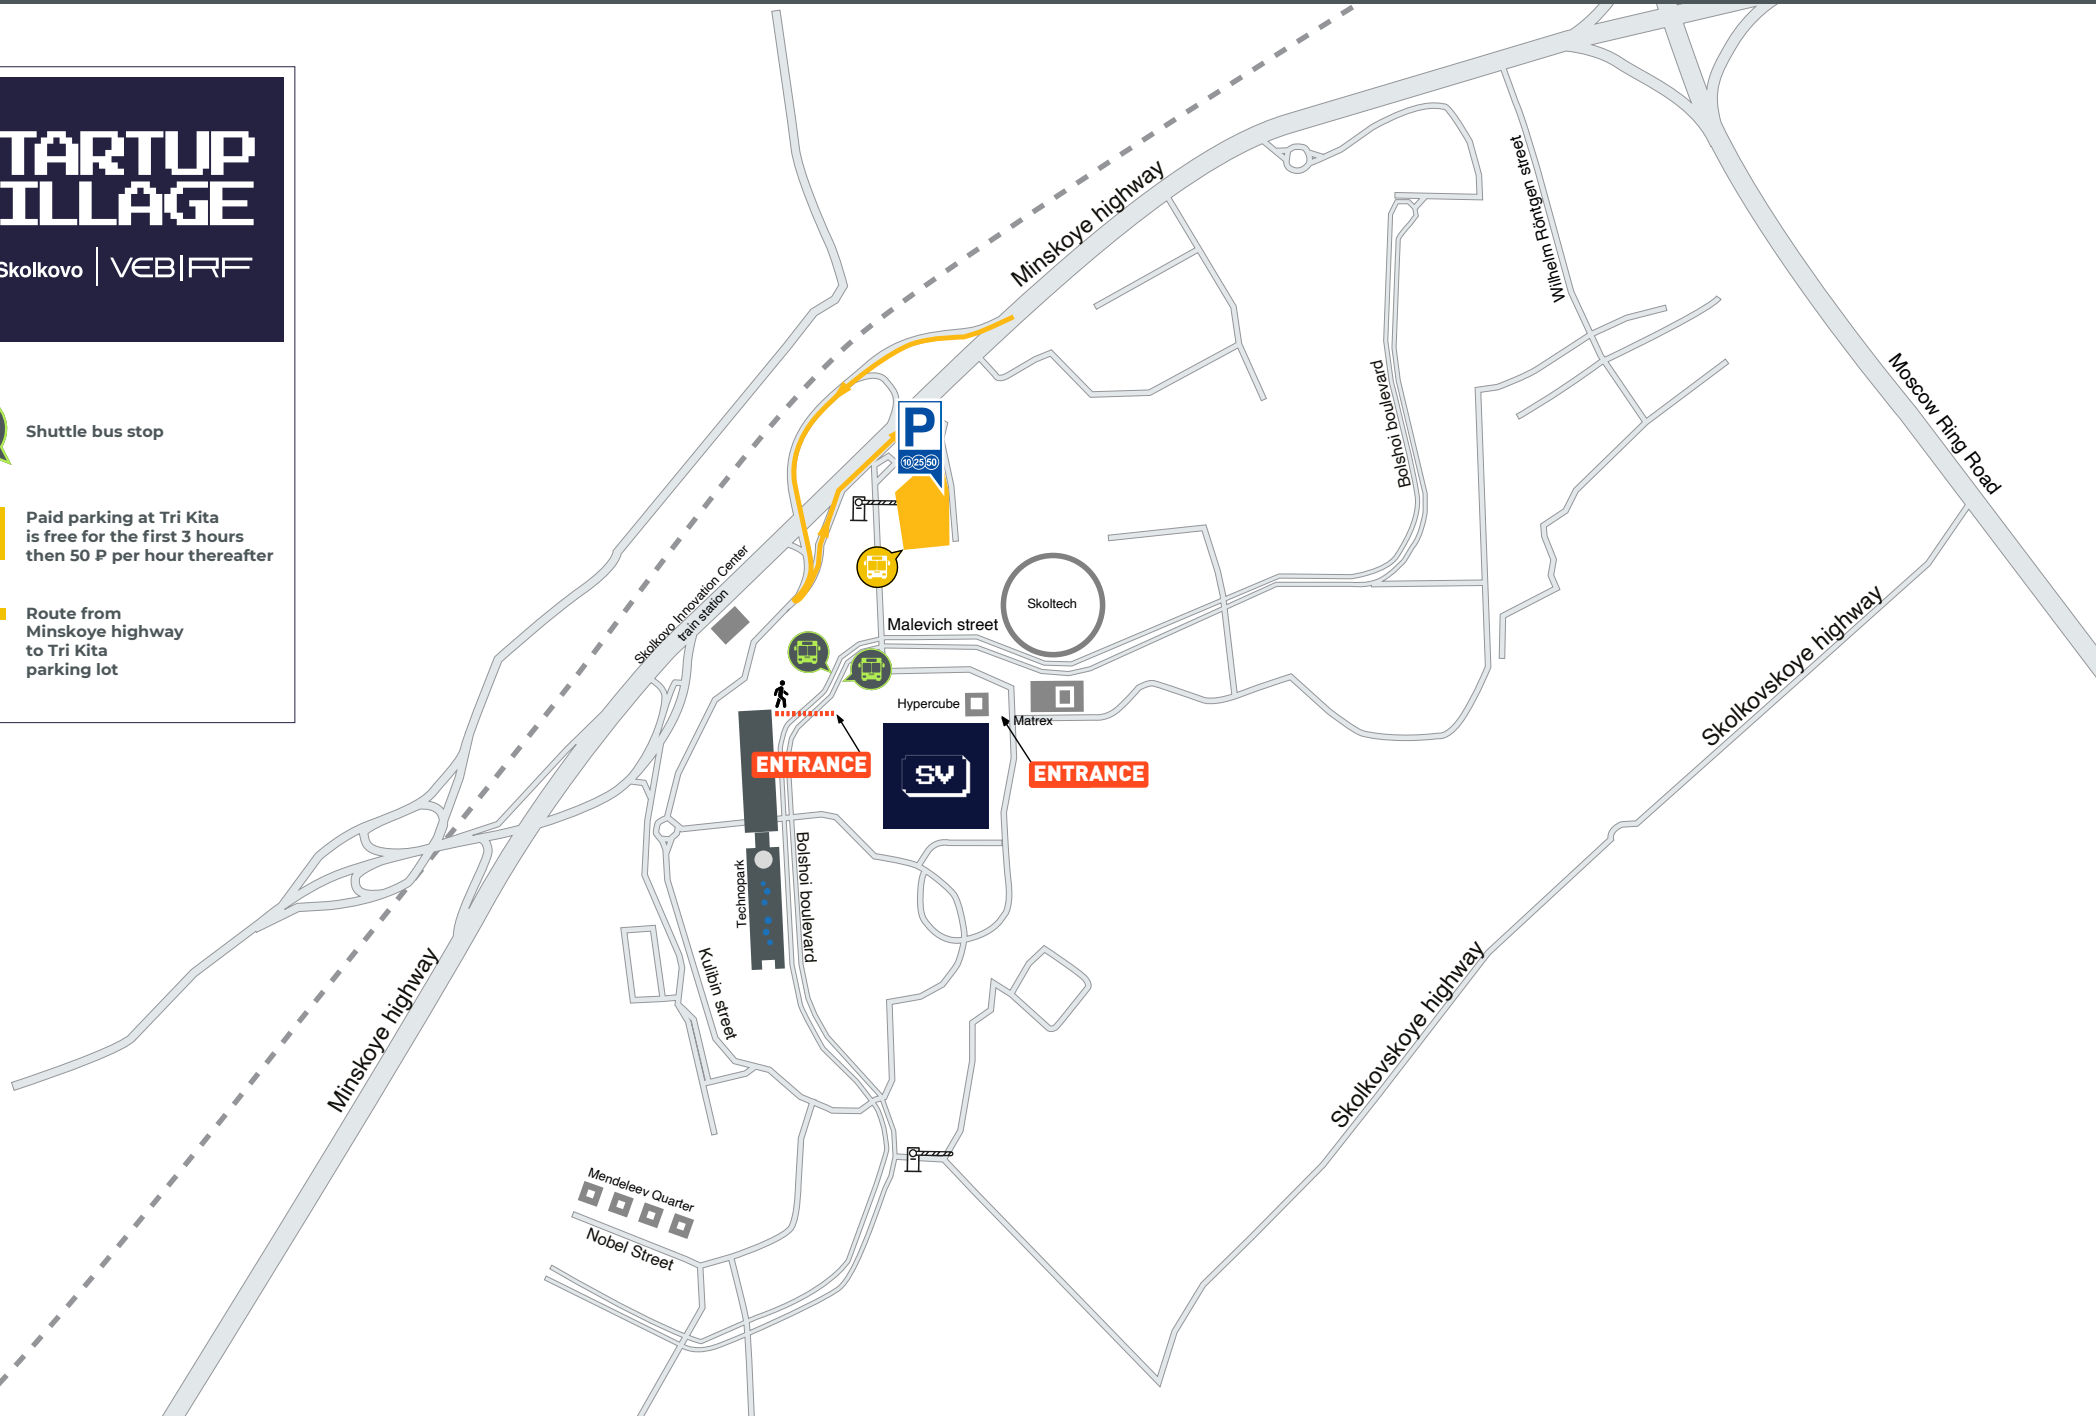 TARTUP
ILLAGE
Skolkovo
VEB|RF
Shuttle bus stop
Paid parking at Tri Kita
is free for the first 3 hours
then 50 ₽ per hour thereafter
Route from
Minskoye highway
to Tri Kita
parking lot
Minskoye highway
Wilhelm Röntgen street
Moscow Ring Road
Bolshoi boulevard
P
10 25 50
Skolkovo Innovation Center
train station
Skoltech
Malevich street
Skolkovskoye highway
Hypercube
Matrex
ENTRANCE
ENTRANCE
SV
Technopark
Bolshoi boulevard
Kulibin street
Minskoye highway
Skolkovskoye highway
Mendeleev Quarter
Nobel Street